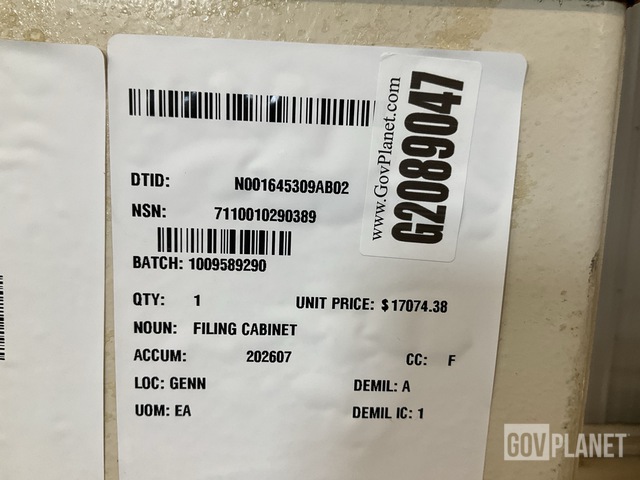 DTID: N001645309AB02
NSN: 7110010290389
BATCH: 1009589290
QTY: 1 UNIT PRICE: $17074.38
NOUN: FILING CABINET
ACCUM: 202607 CC: F
LOC: GENN DEMIL: A
UOM: EA DEMIL IC: 1
www.GovPlanet.com
G2089047
GOVPLANET